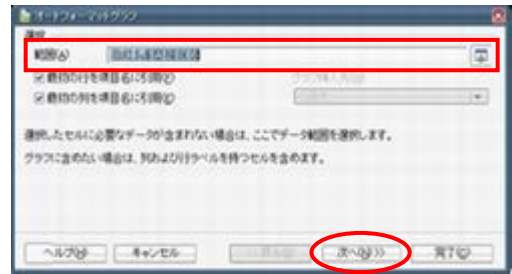 オートフォーマットグラフ
選択
範囲(A)
最初の行を項目名に引用(F)
最初の列を項目名に引用(C)
選択したセルに必要なデータが含まれない場合は、ここでデータ範囲を選択します。
グラフに含めたい場合は、列および行ラベルを持つセルを含めます。
ヘルプ(H) キャンセル 次へ(N)>> 完了(C)